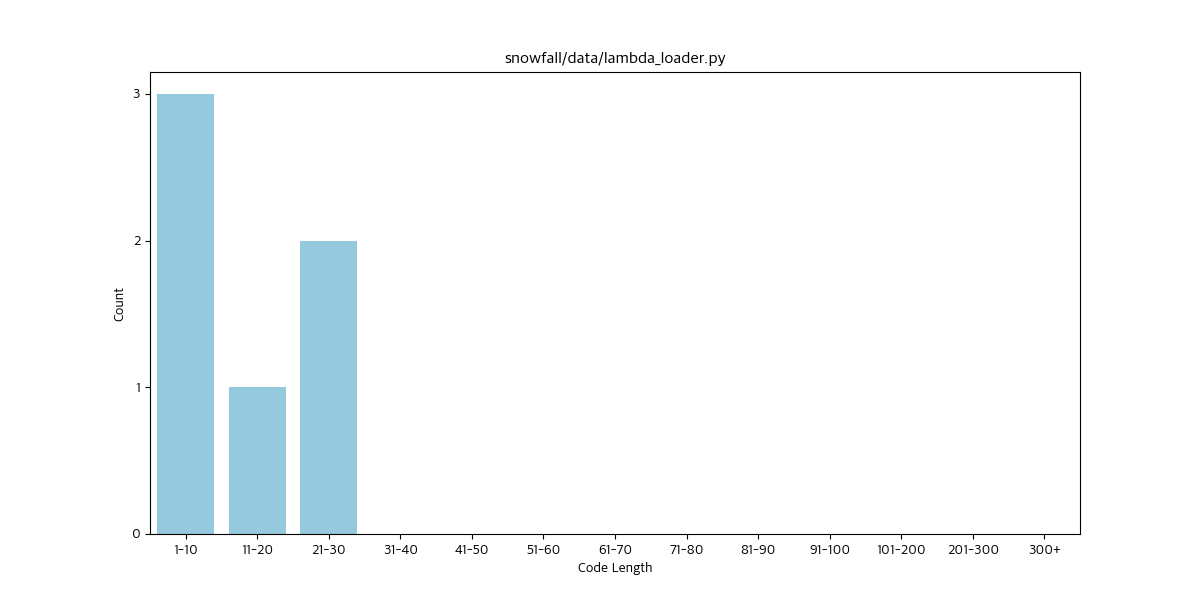 snowfall/data/lambda_loader.py
3
2
1
0
Count
1-10 11-20 21-30 31-40 41-50 51-60 61-70 71-80 81-90 91-100 101-200 201-300 300+
Code Length